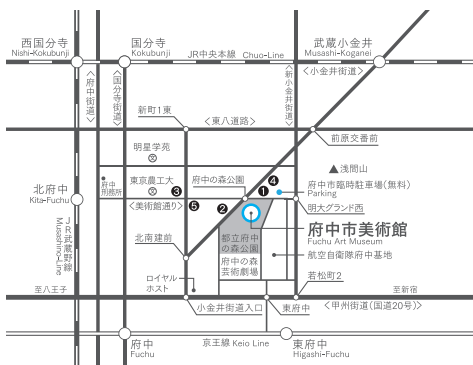 西国分寺
Nishi-Kokubunji
国分寺
Kokubunji
JR中央本線 Chuo-Line
武蔵小金井
Musashi-Koganei
〈府中街道〉
〈国分寺街道〉
〈新小金井街道〉
〈小金井街道〉
新町1東
〈東八道路〉
前原交番前
明星学苑
府中刑務所
東京農工大
❸
府中の森公園
❶
❹
▲浅間山
府中市臨時駐車場(無料)
Parking
北府中
Kita-Fuchu
〈美術館通り〉
❺
❷
明大グランド西
府中市美術館
Fuchu Art Museum
JR武蔵野線
Musashino-Line
北南建前
都立府中の森公園
府中の森芸術劇場
航空自衛隊府中基地
ロイヤルホスト
若松町2
至八王子
至新宿
小金井街道入口
東府中
〈甲州街道(国道20号)〉
府中
Fuchu
京王線 Keio Line
東府中
Higashi-Fuchu